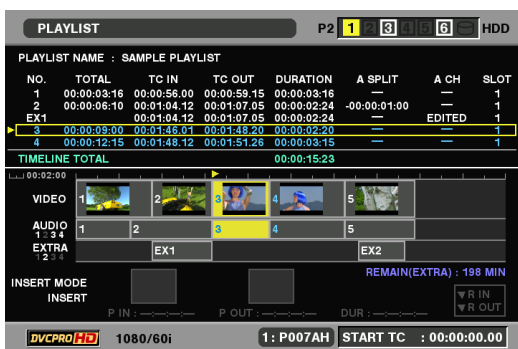 PLAYLIST P2 1 2 3 4 5 6 HDD
PLAYLIST NAME : SAMPLE PLAYLIST
NO. TOTAL TC IN TC OUT DURATION A SPLIT A CH SLOT
1 00:00:03:16 00:00:56.00 00:00:59.15 00:00:03:16 — — 1
2 00:00:06:10 00:01:04.12 00:01:07.05 00:00:02:24 -00:00:01:00 — 1
EX1 00:01:04.12 00:01:07.05 00:00:02:24 — EDITED 1
3 00:00:09:00 00:01:46.01 00:01:48.20 00:00:02:20 — — 1
4 00:00:12:15 00:01:48.12 00:01:51.26 00:00:03:15 — — 1
TIMELINE TOTAL 00:00:15:23
00:02:00
VIDEO 1 2 3 4 5
AUDIO 1 2 3 4 5
1 2 3 4
EXTRA EX1 EX2
1 2 3 4
REMAIN(EXTRA) : 198 MIN
INSERT MODE
INSERT
▼R IN
▼R OUT
P IN : —:—:—:— P OUT : —:—:—:— DUR : —:—:—:—
DVCPRO HD 1080/60i 1 : P007AH START TC : 00:00:00.00